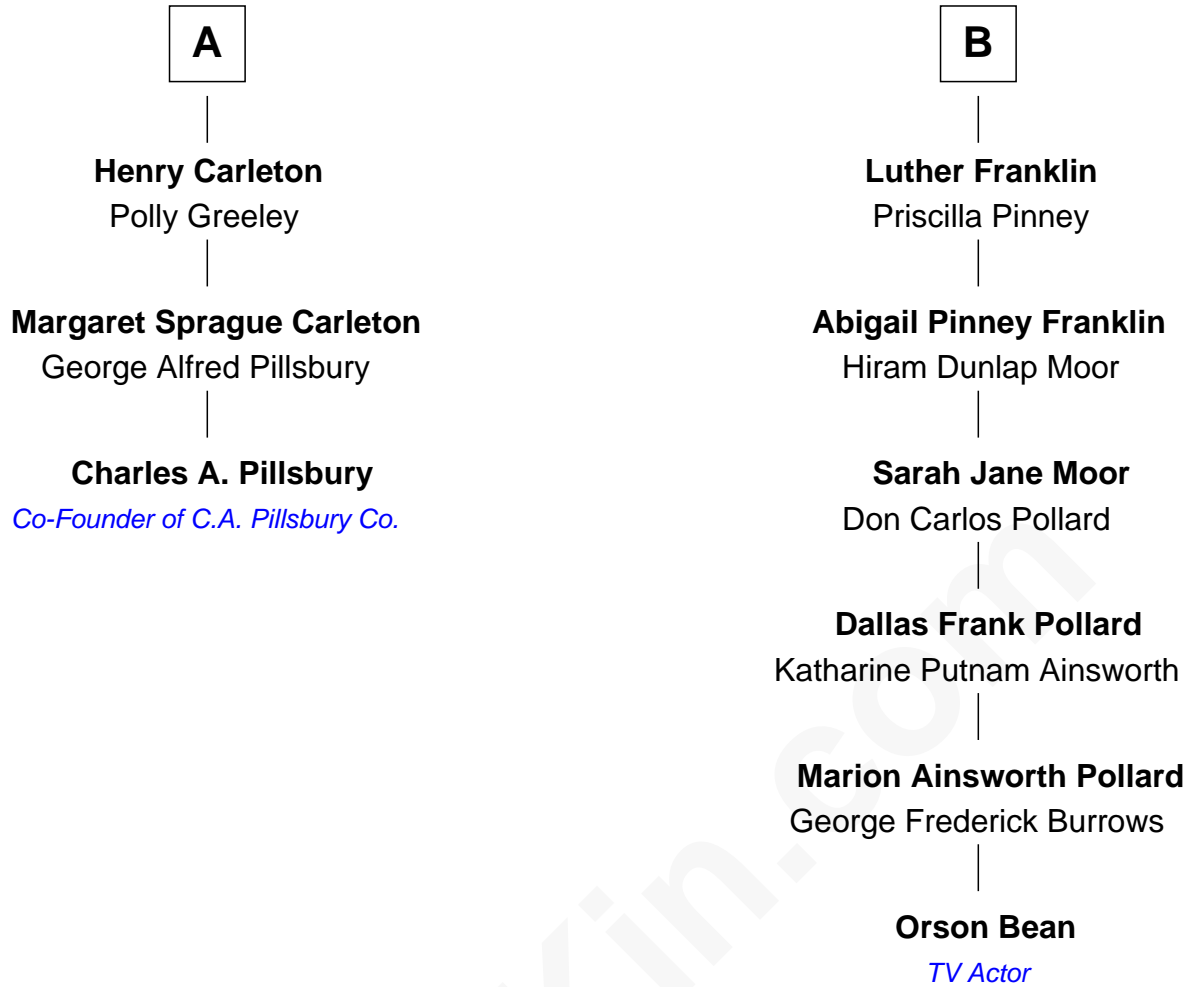 A
Henry Carleton
Polly Greeley
Margaret Sprague Carleton
George Alfred Pillsbury
Charles A. Pillsbury
Co-Founder of C.A. Pillsbury Co.
B
Luther Franklin
Priscilla Pinney
Abigail Pinney Franklin
Hiram Dunlap Moor
Sarah Jane Moor
Don Carlos Pollard
Dallas Frank Pollard
Katharine Putnam Ainsworth
Marion Ainsworth Pollard
George Frederick Burrows
Orson Bean
TV Actor
Kin.com